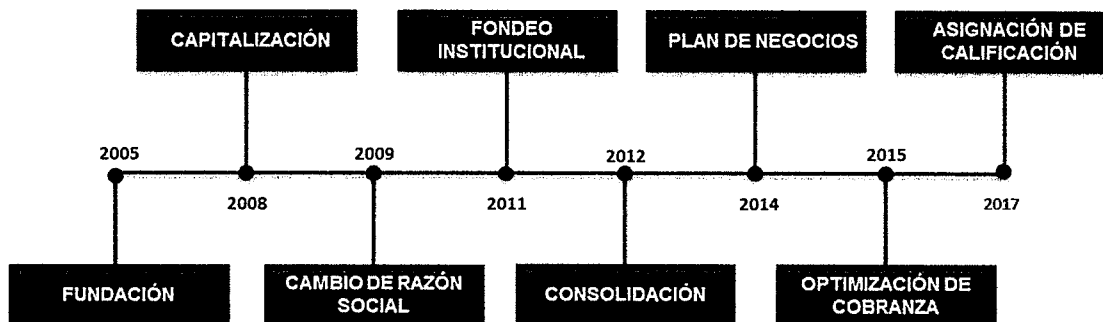 CAPITALIZACIÓN
FONDEO
INSTITUCIONAL
PLAN DE NEGOCIOS
ASIGNACIÓN DE
CALIFICACIÓN
2005
2009
2012
2015
2008
2011
2014
2017
FUNDACIÓN
CAMBIO DE RAZÓN
SOCIAL
CONSOLIDACIÓN
OPTIMIZACIÓN DE
COBRANZA